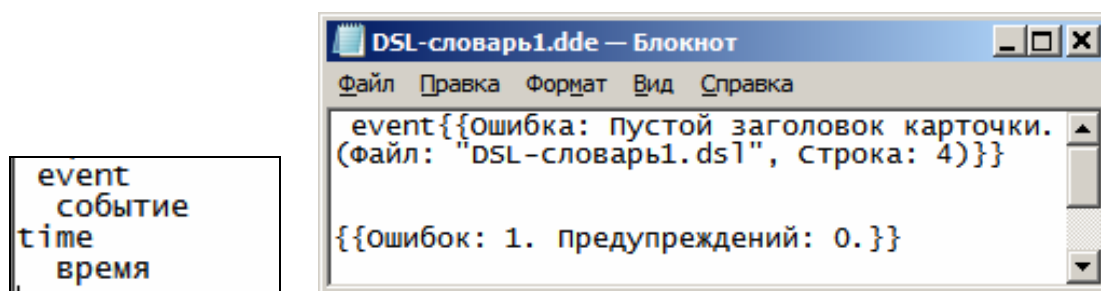 event
событие
time
время
DSL-словарь1.dde — Блокнот
Файл Правка Формат Вид Справка
event{{Ошибка: Пустой заголовок карточки.
(Файл: "DSL-словарь1.dsl", Строка: 4)}}
{{Ошибок: 1. Предупреждений: 0.}}